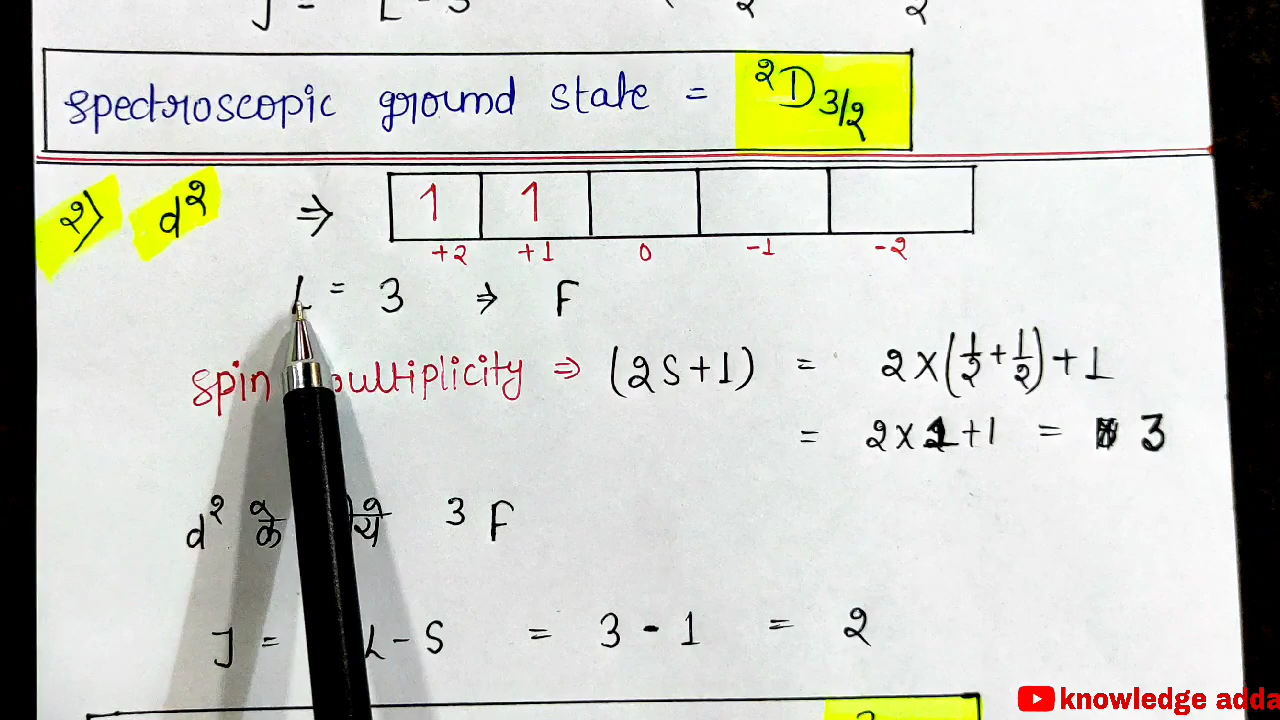 J = L - S
spectroscopic ground state = ²D₃/₂
2) d² ⇒ 1 1
+2 +1 0 -1 -2
L = 3 ⇒ F
spin multiplicity ⇒ (2S+1) = 2×(1/2+1/2)+1
= 2×1+1 = 3
d² के ³F
J = L-S = 3 - 1 = 2
knowledge adda